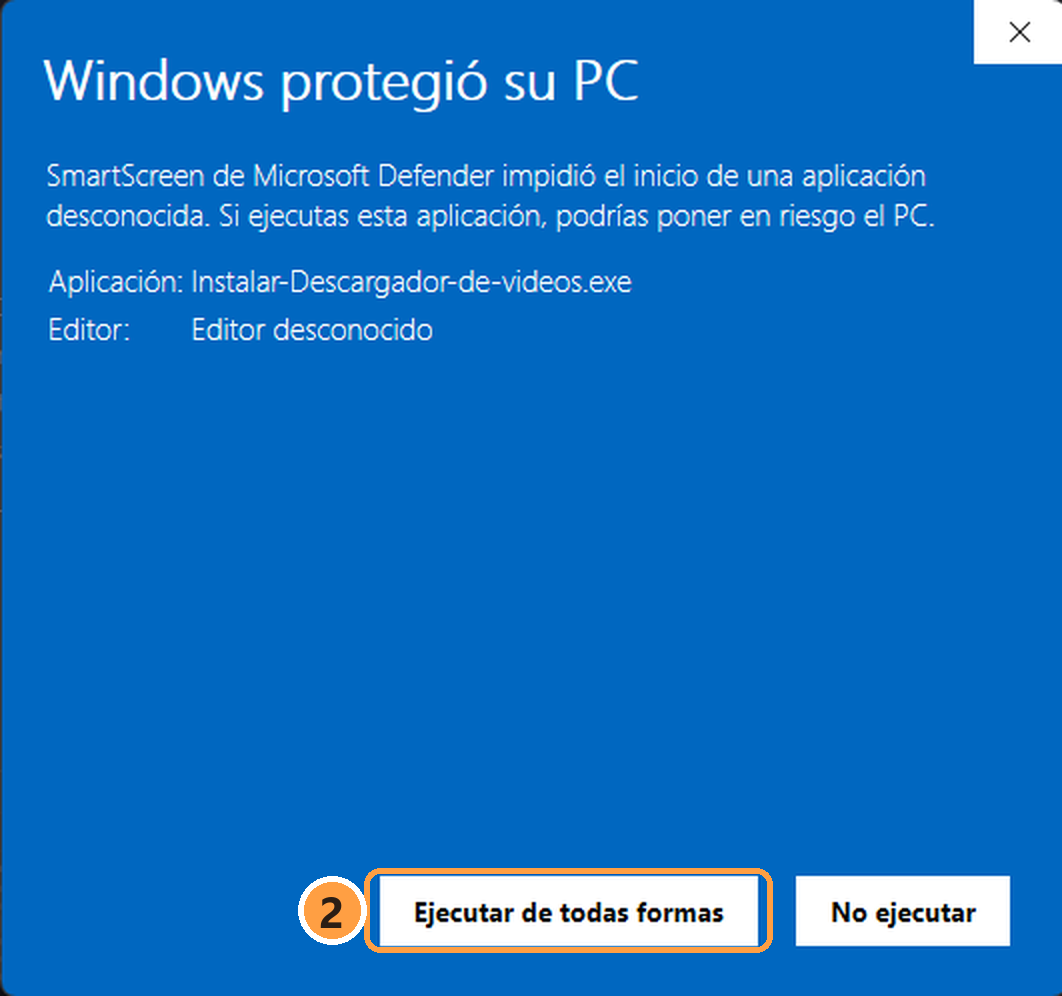 Windows protegió su PC
SmartScreen de Microsoft Defender impidió el inicio de una aplicación
desconocida. Si ejecutas esta aplicación, podrías poner en riesgo el PC.
Aplicación: Instalar-Descargador-de-videos.exe
Editor: Editor desconocido
2 Ejecutar de todas formas No ejecutar